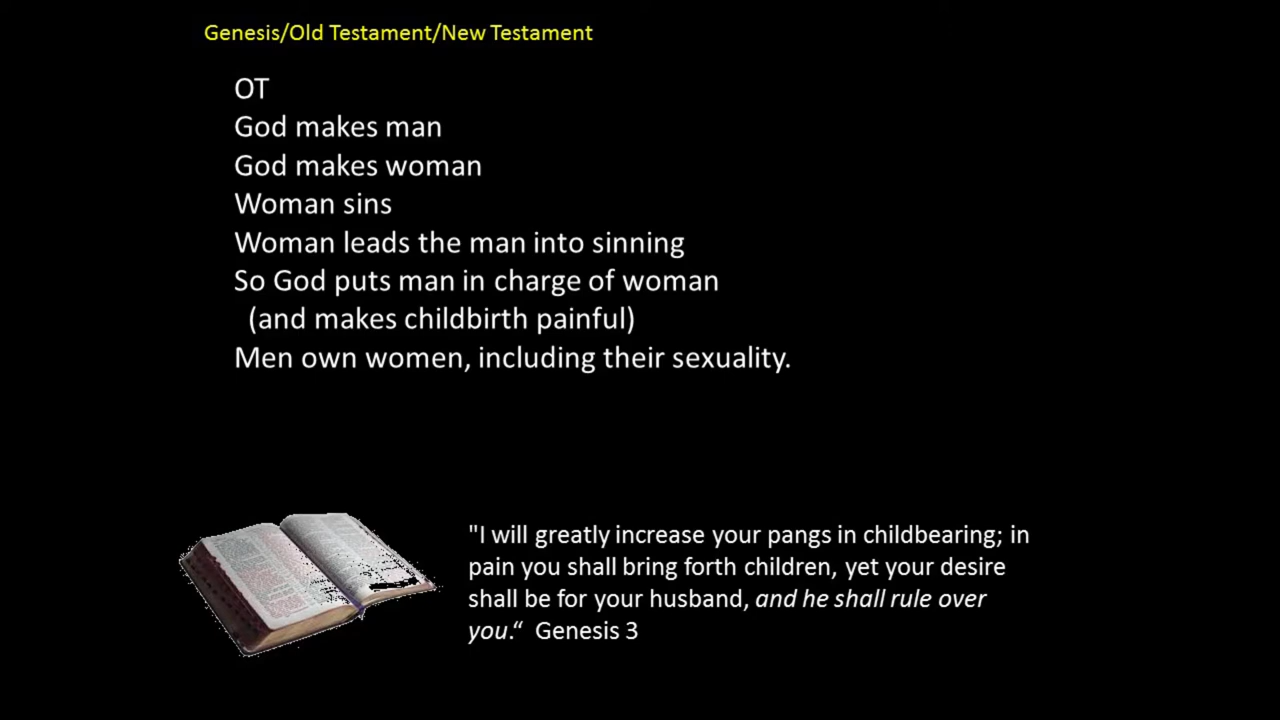 Genesis/Old Testament/New Testament
OT
God makes man
God makes woman
Woman sins
Woman leads the man into sinning
So God puts man in charge of woman
(and makes childbirth painful)
Men own women, including their sexuality.
"I will greatly increase your pangs in childbearing; in
pain you shall bring forth children, yet your desire
shall be for your husband, and he shall rule over
you.“  Genesis 3